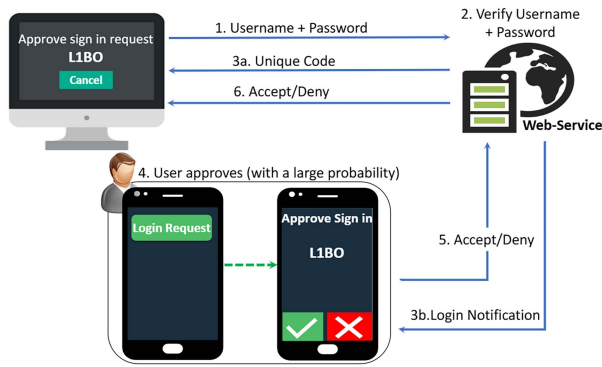 Approve sign in request
L1BO
Cancel
1. Username + Password
3a. Unique Code
6. Accept/Deny
2. Verify Username
+ Password
Web-Service
4. User approves (with a large probability)
Login Request
Approve Sign in
L1BO
5. Accept/Deny
3b.Login Notification